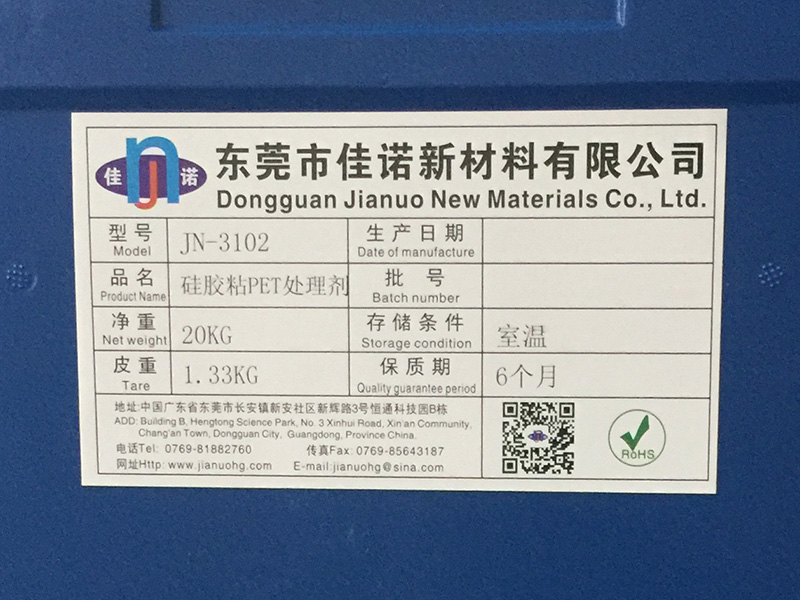 佳 nj 诺
东莞市佳诺新材料有限公司
Dongguan Jianuo New Materials Co., Ltd.
型号 JN-3102 生产日期
Model Date of manufacture
品名 硅胶粘PET处理剂 批号
Product Name Batch number
净重 20KG 存储条件 室温
Net weight Storage condition
皮重 1.33KG 保质期 6个月
Tare Quality guarantee period
地址:中国广东省东莞市长安镇新安社区新辉路3号恒通科技园B栋
ADD: Building B, Hengtong Science Park, No. 3 Xinhui Road, Xin'an Community,
Chang'an Town, Dongguan City, Guangdong, Province China.
电话Tel: 0769-81882760 传真Fax: 0769-85643187
网址Http: www.jianuohg.com E-mail:jianuohg@sina.com
RoHS